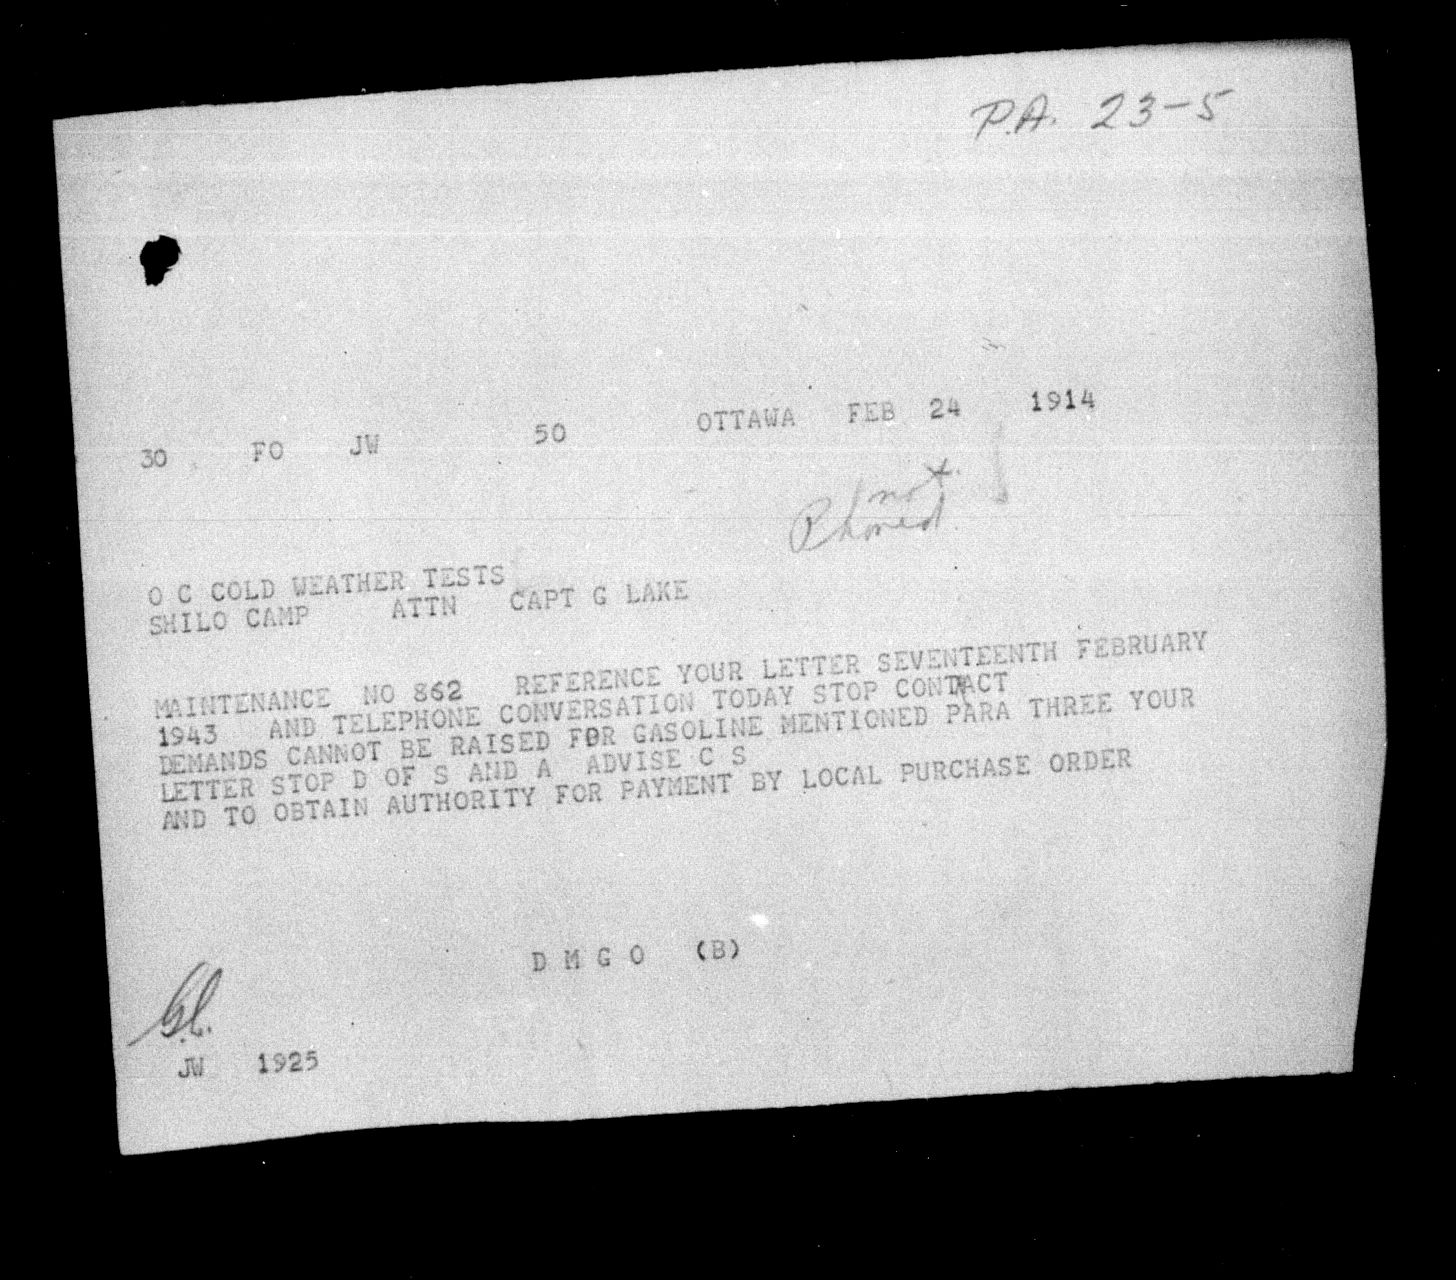 P.A. 23-5
30 FO JW 50 OTTAWA FEB 24 1914
not
Phoned
O C COLD WEATHER TESTS
SHILO CAMP ATTN CAPT G LAKE
MAINTENANCE NO 862 REFERENCE YOUR LETTER SEVENTEENTH FEBRUARY
1943 AND TELEPHONE CONVERSATION TODAY STOP CONTACT
DEMANDS CANNOT BE RAISED FOR GASOLINE MENTIONED PARA THREE YOUR
LETTER STOP D OF S AND A ADVISE C S
AND TO OBTAIN AUTHORITY FOR PAYMENT BY LOCAL PURCHASE ORDER
D M G O (B)
JW 1925